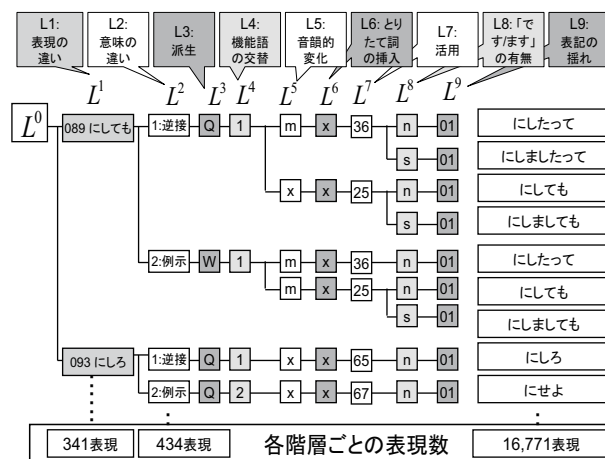 L1:
表現の
違い
L2:
意味の
違い
L3:
派生
L4:
機能語
の交替
L5:
音韻的
変化
L6: とり
たて詞
の挿入
L7:
活用
L8:「で
す/ます」
の有無
L9:
表記の
揺れ
L1 L2 L3 L4 L5 L6 L7 L8 L9
L0 089 にしても 1:逆接 Q 1 m x 36 n 01 にしたって
s 01 にしましたって
x x 25 n 01 にしても
s 01 にしましても
2:例示 W 1 m x 36 n 01 にしたって
m x 25 n 01 にしても
s 01 にしましても
093 にしろ 1:逆接 Q 1 x x 65 n 01 にしろ
2:例示 Q 2 x x 67 n 01 にせよ
341表現 434表現 各階層ごとの表現数 16,771表現